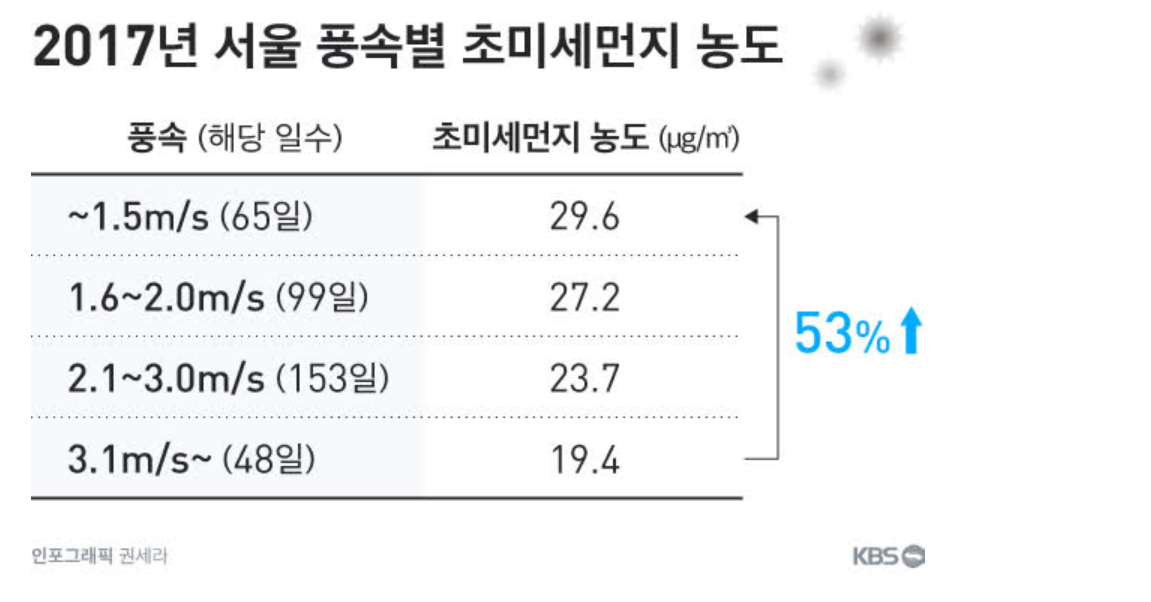 2017년 서울 풍속별 초미세먼지 농도
풍속 (해당 일수) 초미세먼지 농도 (μg/㎥)
~1.5m/s (65일) 29.6
1.6~2.0m/s (99일) 27.2
53%
2.1~3.0m/s (153일) 23.7
3.1m/s~ (48일) 19.4
인포그래픽 권세라 KBS